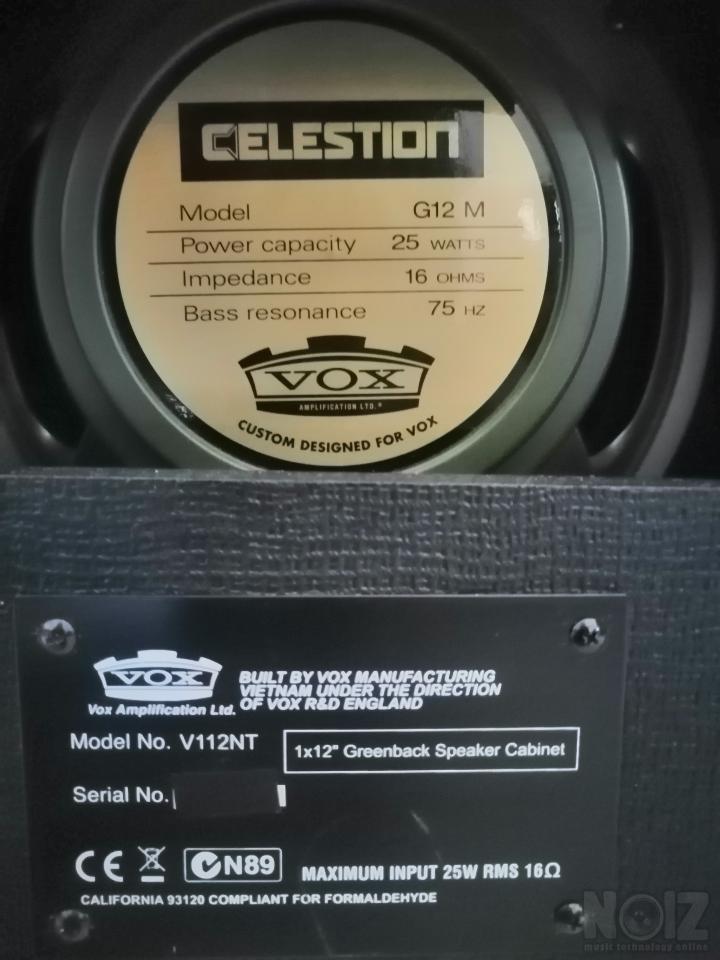 CELESTION
Model G12 M
Power capacity 25 WATTS
Impedance 16 OHMS
Bass resonance 75 HZ
VOX
AMPLIFICATION LTD.®
CUSTOM DESIGNED FOR VOX
VOX
Vox Amplification Ltd.
BUILT BY VOX MANUFACTURING
VIETNAM UNDER THE DIRECTION
OF VOX R&D ENGLAND
Model No. V112NT
1x12" Greenback Speaker Cabinet
Serial No.
CE N89
MAXIMUM INPUT 25W RMS 16Ω
CALIFORNIA 93120 COMPLIANT FOR FORMALDEHYDE
NOIZ
music technology online